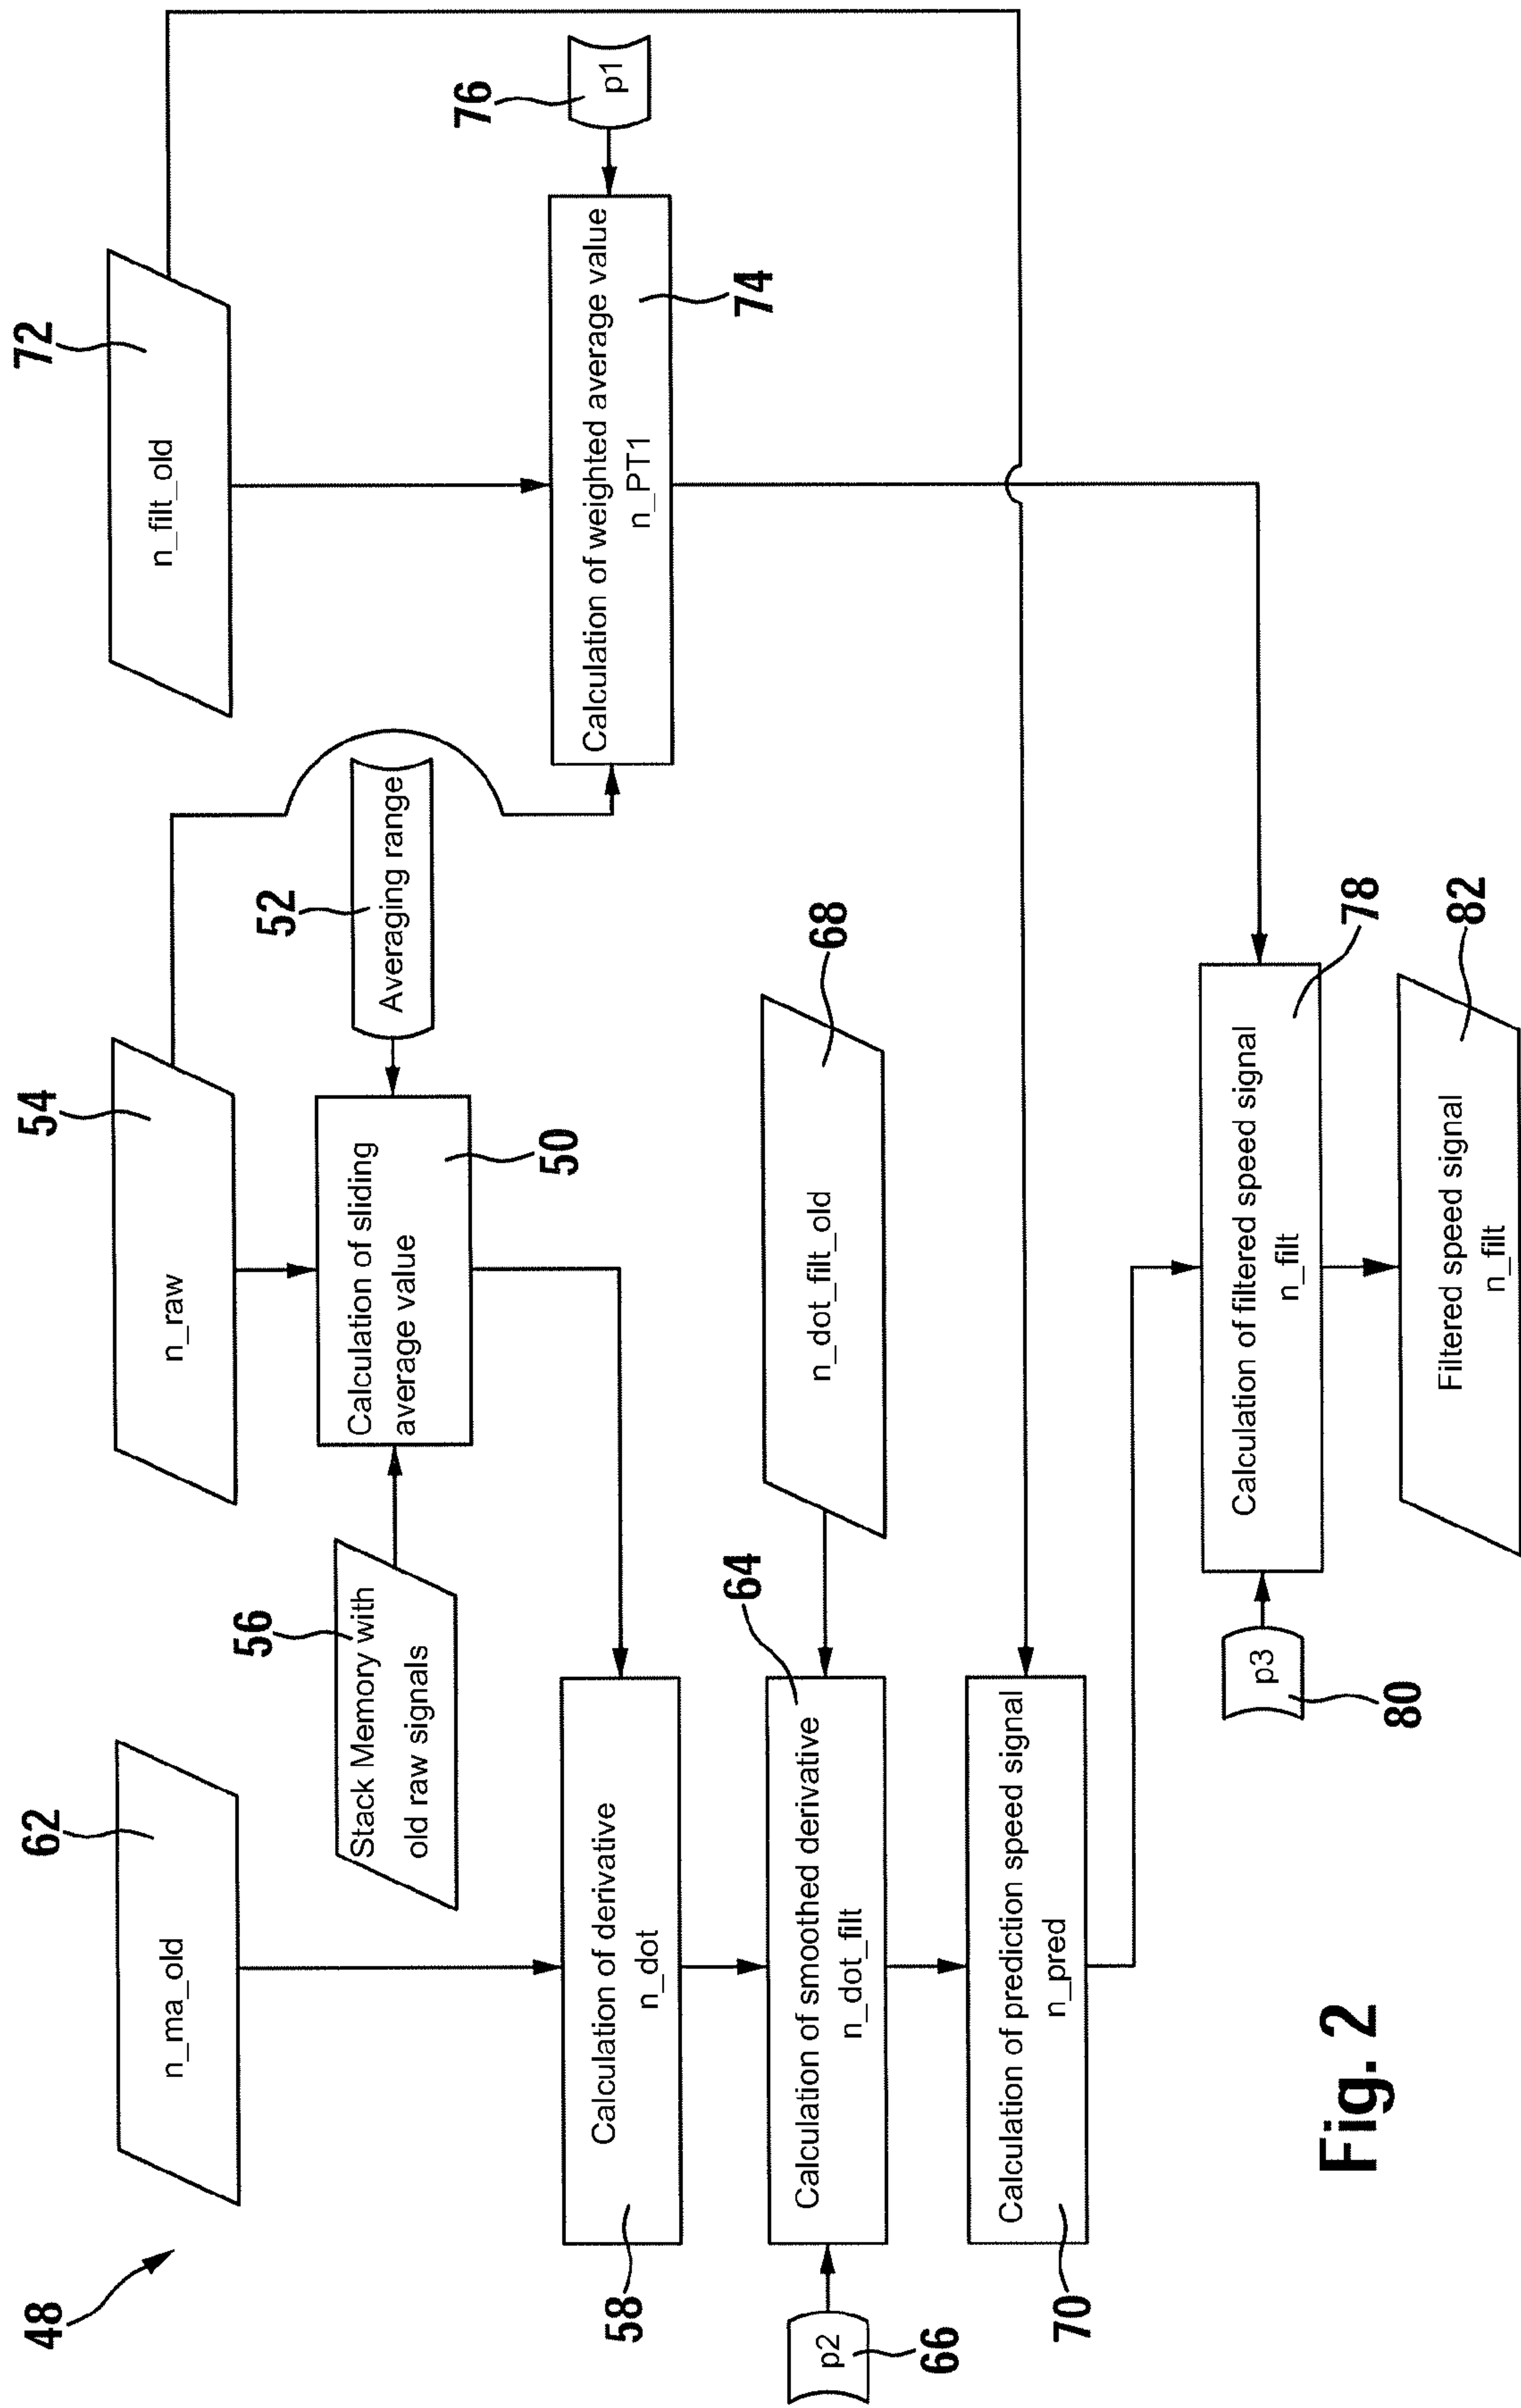 48
62
n_ma_old
54
n_raw
72
n_filt_old
56
Stack Memory with
old raw signals
Calculation of sliding
average value
50
52
Averaging range
76
p1
Calculation of weighted average value
n_PT1
74
58
Calculation of derivative
n_dot
64
Calculation of smoothed derivative
n_dot_filt
68
n_dot_filt_old
p2
66
Calculation of prediction speed signal
n_pred
70
p3
80
Calculation of filtered speed signal
n_filt
78
Filtered speed signal
n_filt
82
Fig. 2